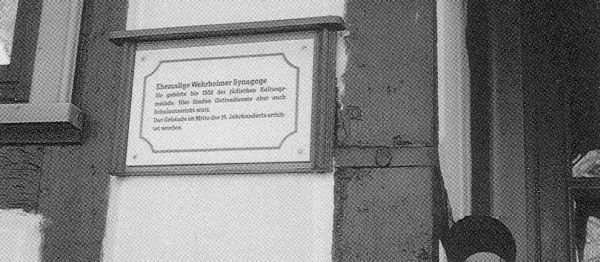 Ehemalige Wehrheimer Synagoge
Sie gehörte bis 1938 der jüdischen Kultusge-
meinde. Hier fanden Gottesdienste aber auch
Schulunterricht statt.
Das Gebäude im Mitte des 19. Jahrhunderts errich-
tet worden.